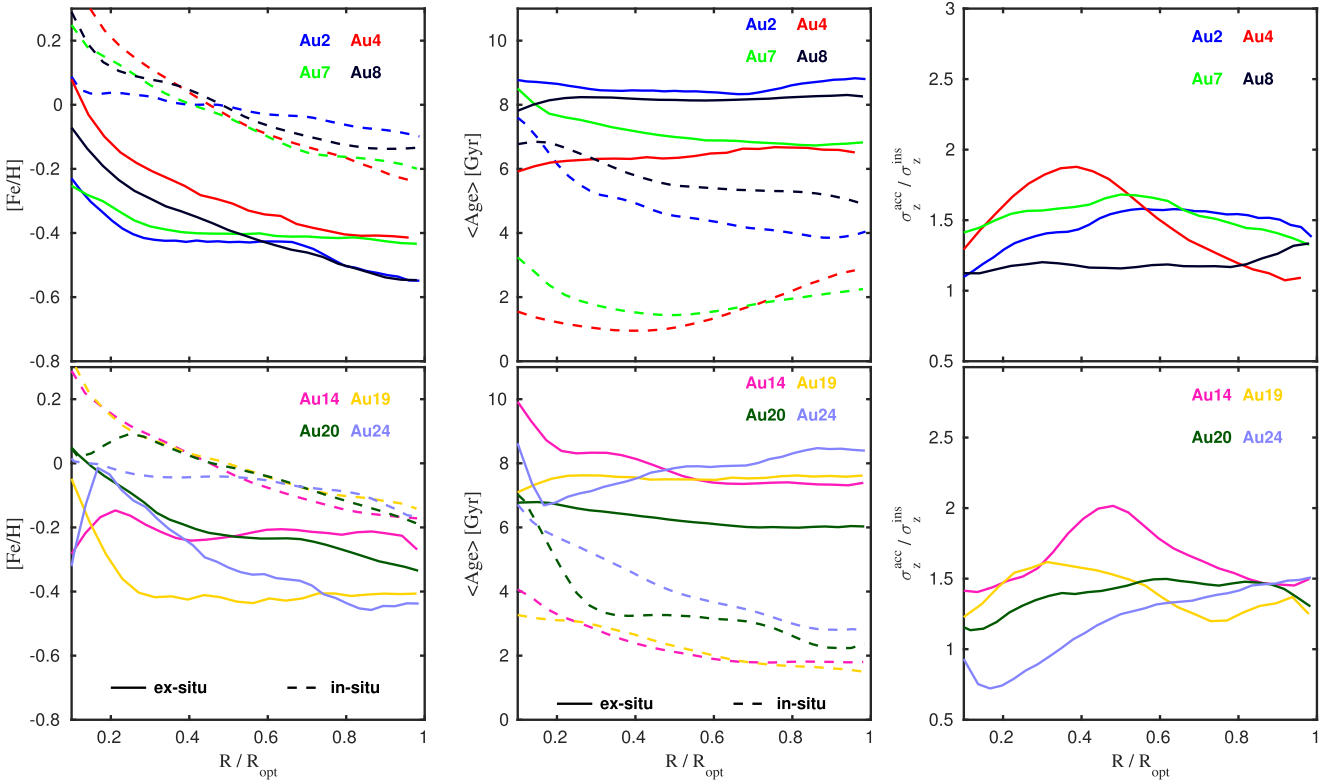 [Fe/H]
0.2
0
-0.2
-0.4
-0.6
-0.8
Au2 Au4
Au7 Au8
<Age> [Gyr]
10
8
6
4
2
0
Au2 Au4
Au7 Au8
σ_z^acc / σ_z^ins
3
2.5
2
1.5
1
0.5
Au2 Au4
Au7 Au8
[Fe/H]
0.2
0
-0.2
-0.4
-0.6
-0.8
Au14 Au19
Au20 Au24
ex-situ in-situ
0.2 0.4 0.6 0.8 1
R / R_opt
<Age> [Gyr]
10
8
6
4
2
0
Au14 Au19
Au20 Au24
ex-situ in-situ
0.2 0.4 0.6 0.8 1
R / R_opt
σ_z^acc / σ_z^ins
2.5
2
1.5
1
0.5
Au14 Au19
Au20 Au24
0.2 0.4 0.6 0.8 1
R / R_opt